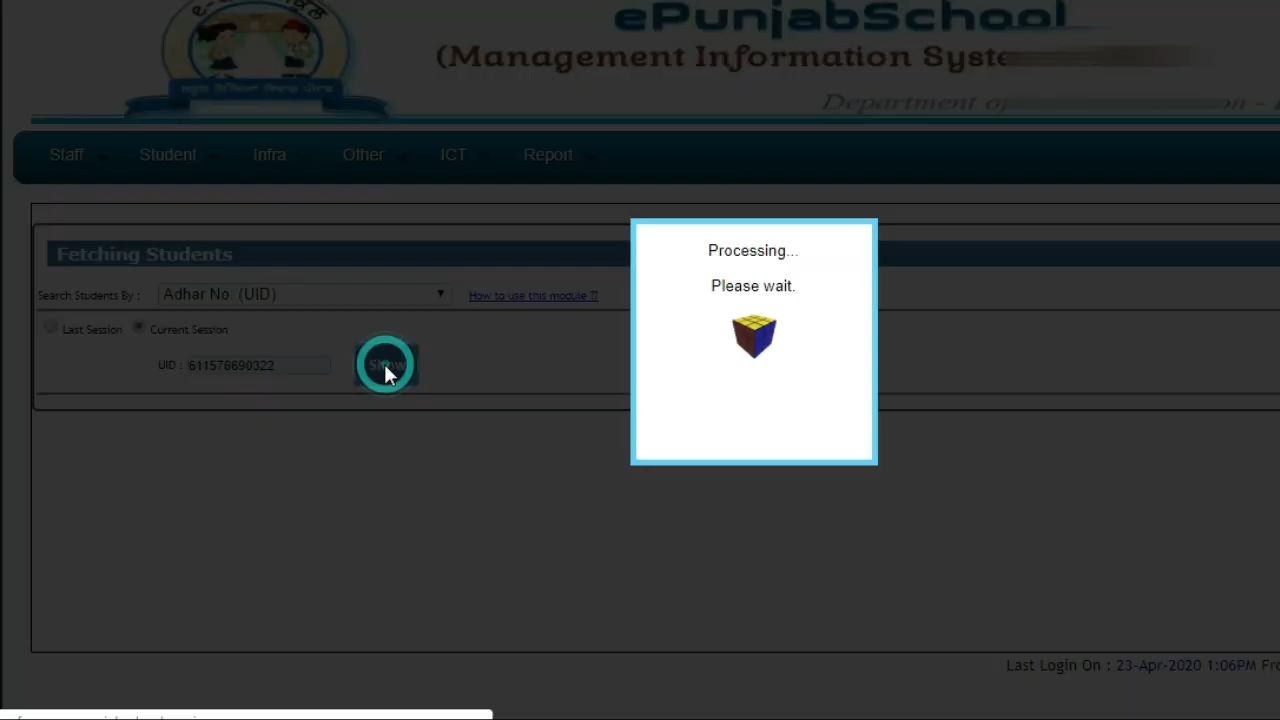 ePunjabSchool
(Management Information Syste
Department o
Staff Student Infra Other ICT Report
Fetching Students
Search Students By : Adhar No. (UID) How to use this module ?
Last Session Current Session
UID : 611576690322 Show
Processing...
Please wait.
Last Login On : 23-Apr-2020 1:06PM Fr